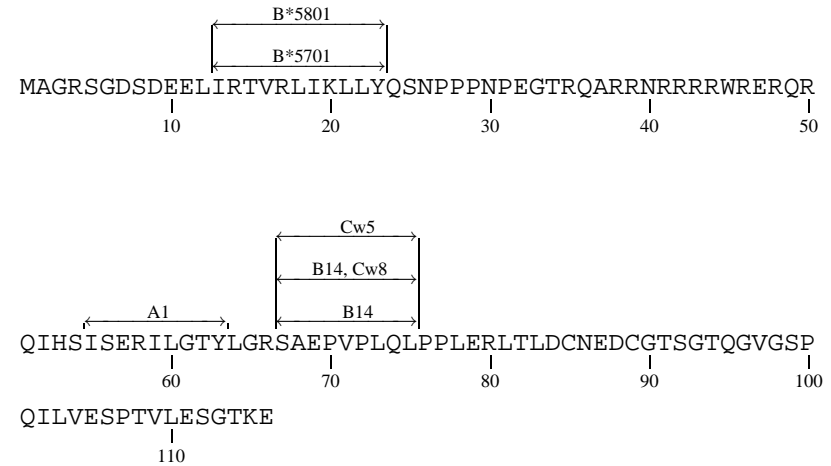 B*5801
B*5701
MAGRSGDSDEELIRTVRLIKLLYQSNPPPNPEGTRQARRNRRRRWRERQR
10 20 30 40 50
Cw5
B14, Cw8
A1 B14
QIHSISERILGTYLGRSAEPVPLQLPPLERLTLDCNEDCGTSGTQGVGSP
60 70 80 90 100
QILVESPTVLESGTKE
110